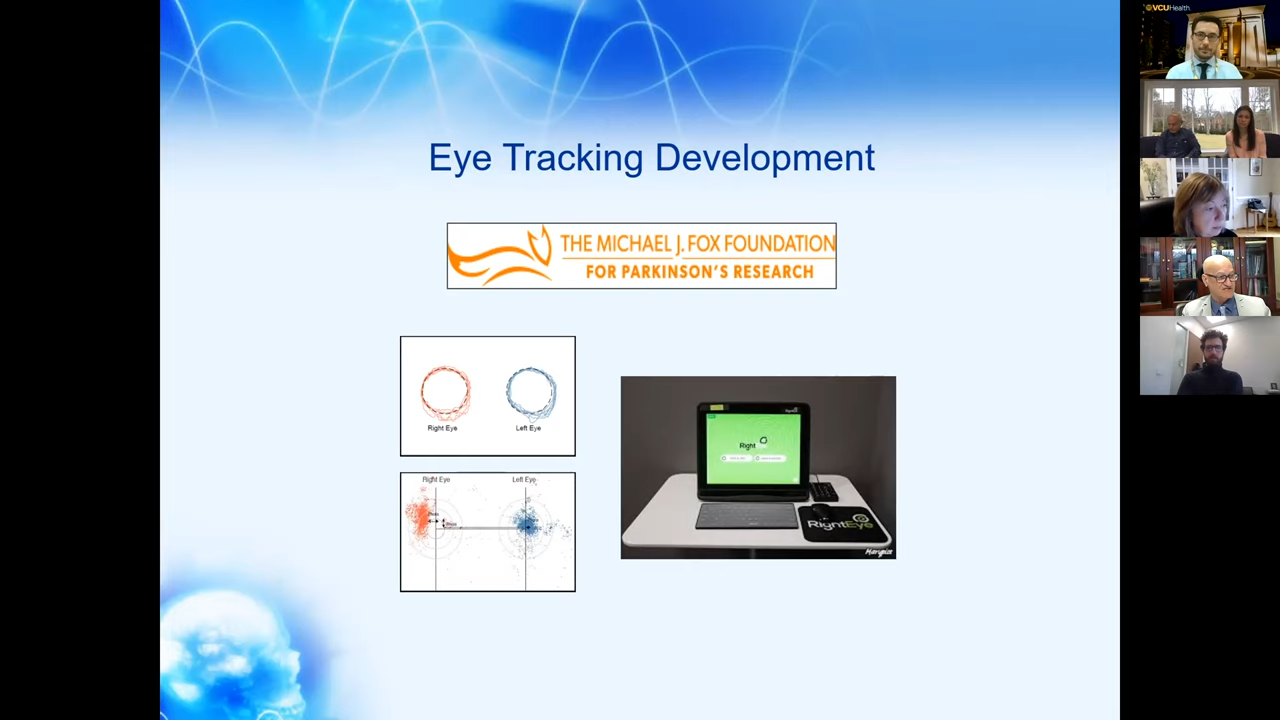 VCUHealth
Eye Tracking Development
THE MICHAEL J. FOX FOUNDATION
FOR PARKINSON'S RESEARCH
Right Eye
Left Eye
Right Eye
Left Eye
Right
RightEye